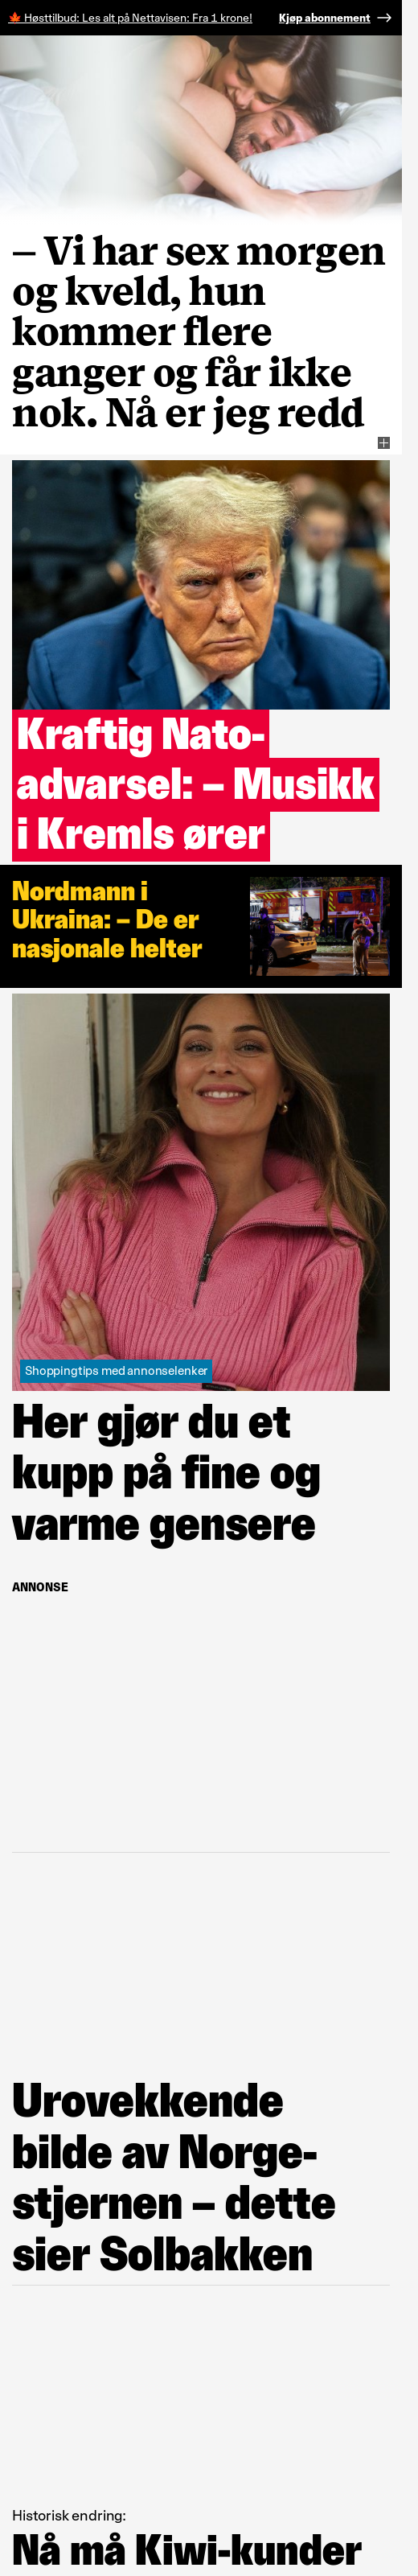 🍁 Høsttilbud: Les alt på Nettavisen: Fra 1 krone! Kjøp abonnement →
– Vi har sex morgen
og kveld, hun
kommer flere
ganger og får ikke
nok. Nå er jeg redd
Kraftig Nato-
advarsel: – Musikk
i Kremls ører
Nordmann i
Ukraina: – De er
nasjonale helter
Shoppingtips med annonselenker
Her gjør du et
kupp på fine og
varme gensere
ANNONSE
Urovekkende
bilde av Norge-
stjernen – dette
sier Solbakken
Historisk endring:
Nå må Kiwi-kunder